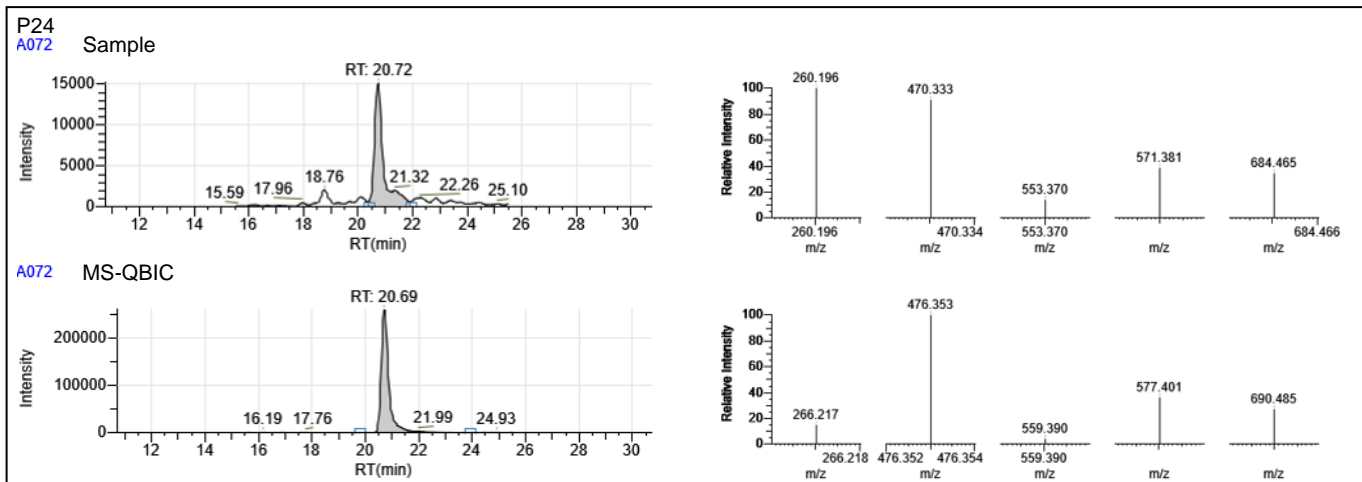 P24
A072 Sample
RT: 20.72
15000
10000
5000
0
Intensity
15.59 17.96 18.76 21.32 22.26 25.10
12 14 16 18 20 22 24 26 28 30
RT(min)
260.196 470.333 553.370 571.381 684.465
100
80
60
40
20
0
Relative Intensity
260.196 470.334 553.370 684.466
m/z m/z m/z m/z m/z
A072 MS-QBIC
RT: 20.69
200000
100000
0
Intensity
16.19 17.76 21.99 24.93
12 14 16 18 20 22 24 26 28 30
RT(min)
266.217 476.353 559.390 577.401 690.485
100
80
60
40
20
0
Relative Intensity
266.218 476.352 476.354 559.390
m/z m/z m/z m/z m/z